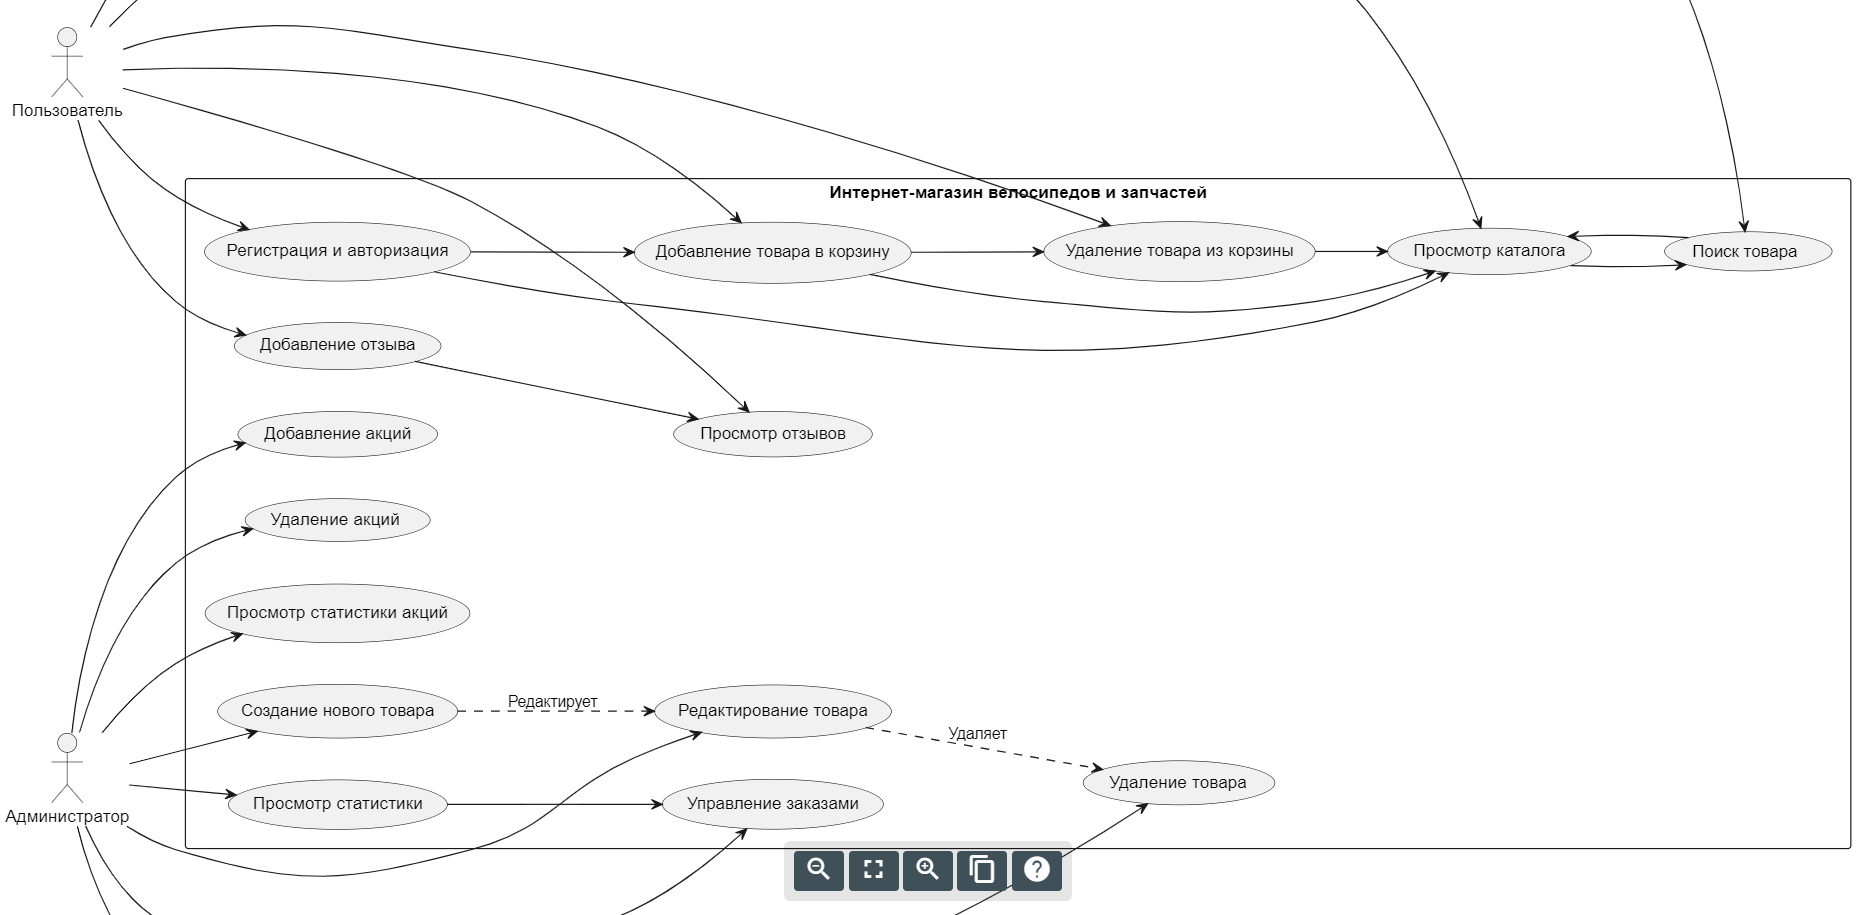 Пользователь
Интернет-магазин велосипедов и запчастей
Регистрация и авторизация
Добавление товара в корзину
Удаление товара из корзины
Просмотр каталога
Поиск товара
Добавление отзыва
Добавление акций
Просмотр отзывов
Удаление акций
Просмотр статистики акций
Создание нового товара
Редактирует
Редактирование товара
Удаляет
Удаление товара
Просмотр статистики
Управление заказами
Администратор